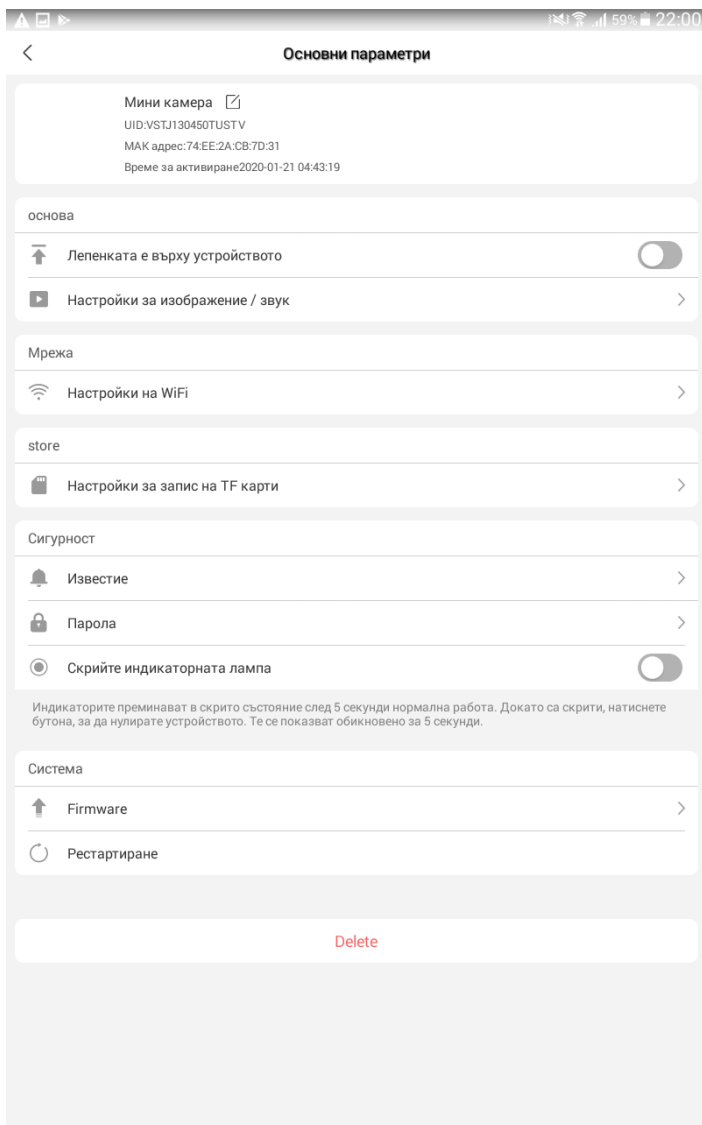 59% 22:00
Основни параметри
Мини камера
UID:VSTJ130450TUSTV
МАК адрес:74:EE:2A:CB:7D:31
Време за активиране2020-01-21 04:43:19
основа
Лепенката е върху устройството
Настройки за изображение / звук
Мрежа
Настройки на WiFi
store
Настройки за запис на TF карти
Сигурност
Известие
Парола
Скрийте индикаторната лампа
Индикаторите преминават в скрито състояние след 5 секунди нормална работа. Докато са скрити, натиснете
бутона, за да нулирате устройството. Те се показват обикновено за 5 секунди.
Система
Firmware
Рестартиране
Delete